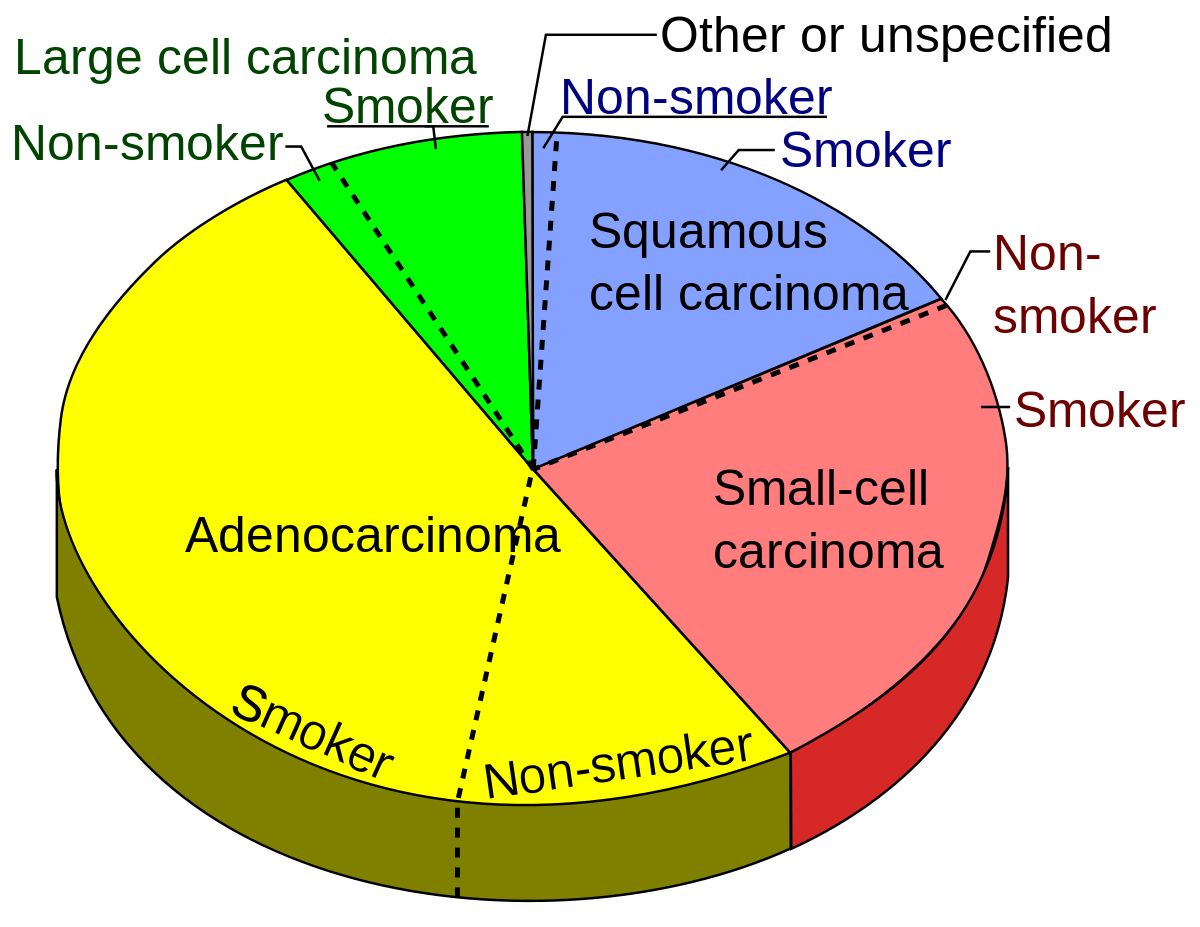 Other or unspecified
Large cell carcinoma
Non-smoker
Smoker
Non-smoker
Smoker
Squamous
cell carcinoma
Non-
smoker
Smoker
Small-cell
carcinoma
Adenocarcinoma
Smoker
Non-smoker